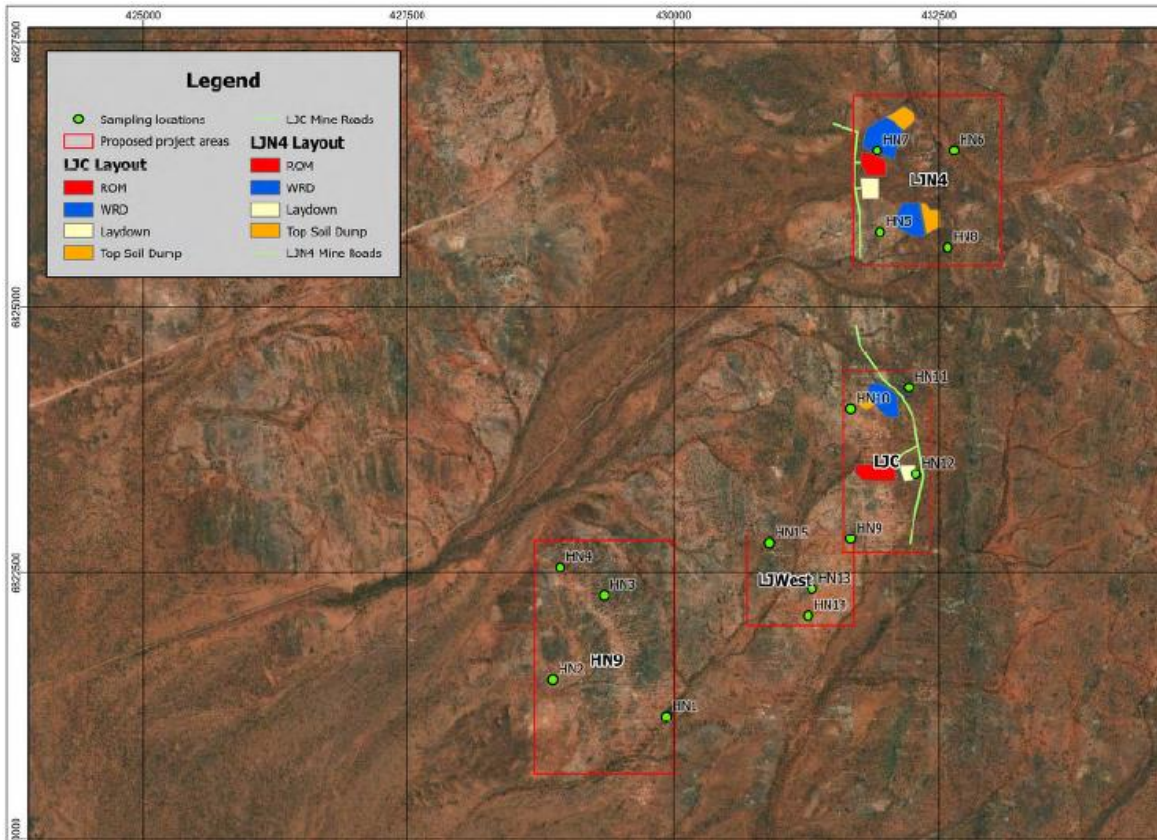 425000 427500 430000 432500
6827500
Legend
Sampling locations
Proposed project areas
LJC Layout
ROM
WRD
Laydown
Top Soil Dump
LJC Mine Roads
LJN4 Layout
ROM
WRD
Laydown
Top Soil Dump
LJN4 Mine Roads
HN7
HN6
LJN4
HN5
HN8
6825000
HN11
HN10
LJC
HN12
HN9
HN15
6822500
HN4
HN3
LJWest
HN13
HN9
HN2
HN1